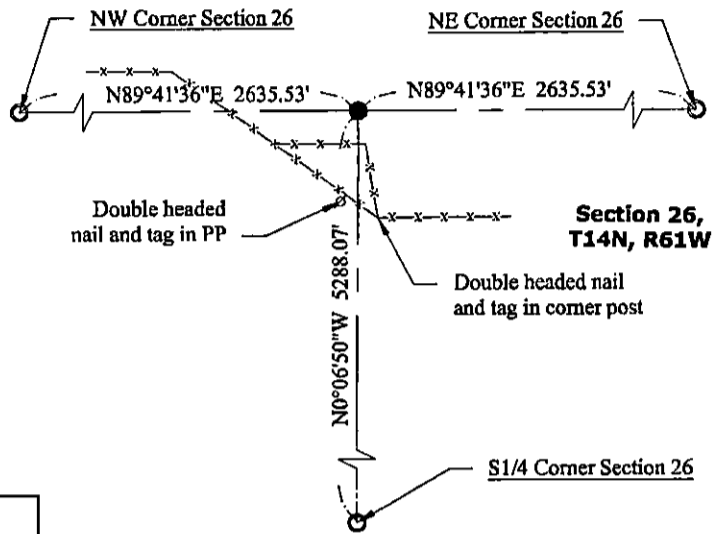 NW Corner Section 26
NE Corner Section 26
N89°41'36"E 2635.53'
N89°41'36"E 2635.53'
Double headed
nail and tag in PP
Section 26,
T14N, R61W
Double headed nail
and tag in corner post
N0°06'50"W 5288.07'
S1/4 Corner Section 26